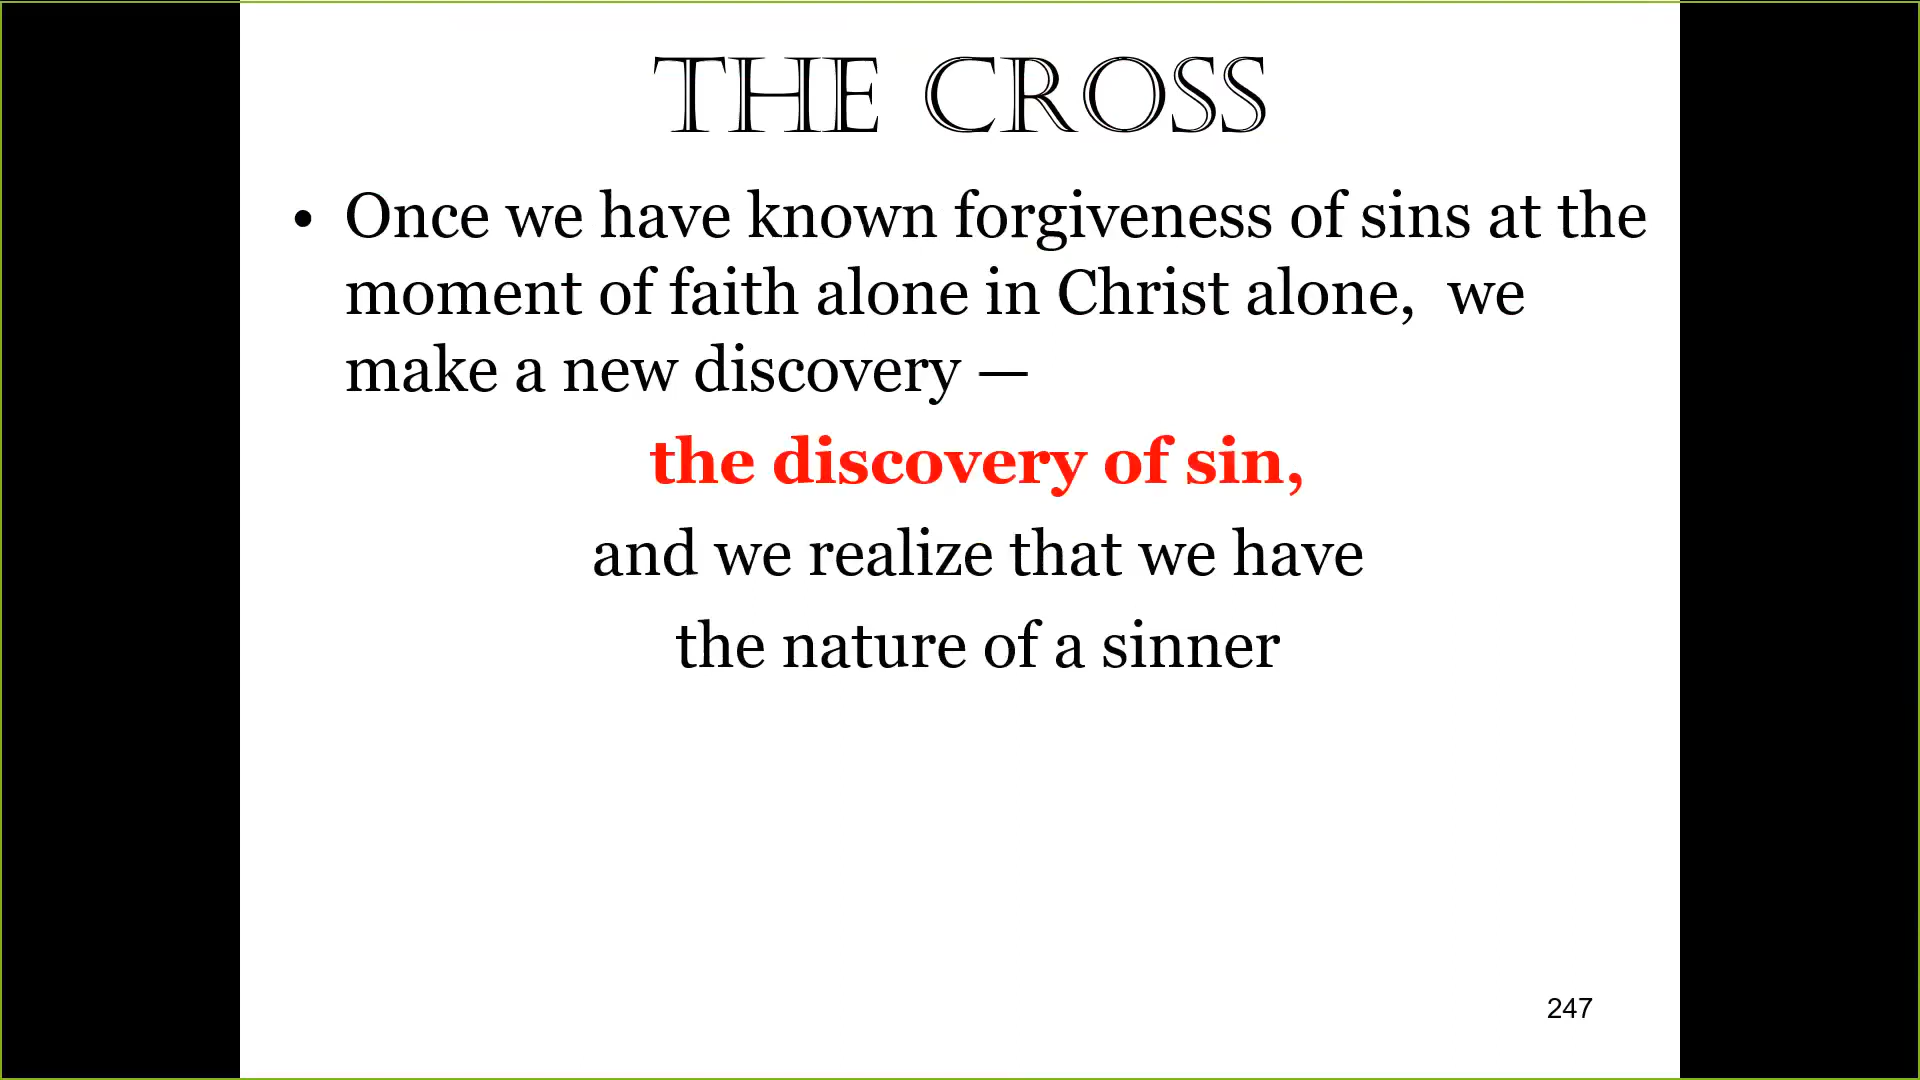 THE CROSS
• Once we have known forgiveness of sins at the
moment of faith alone in Christ alone,  we
make a new discovery —
the discovery of sin,
and we realize that we have
the nature of a sinner
247